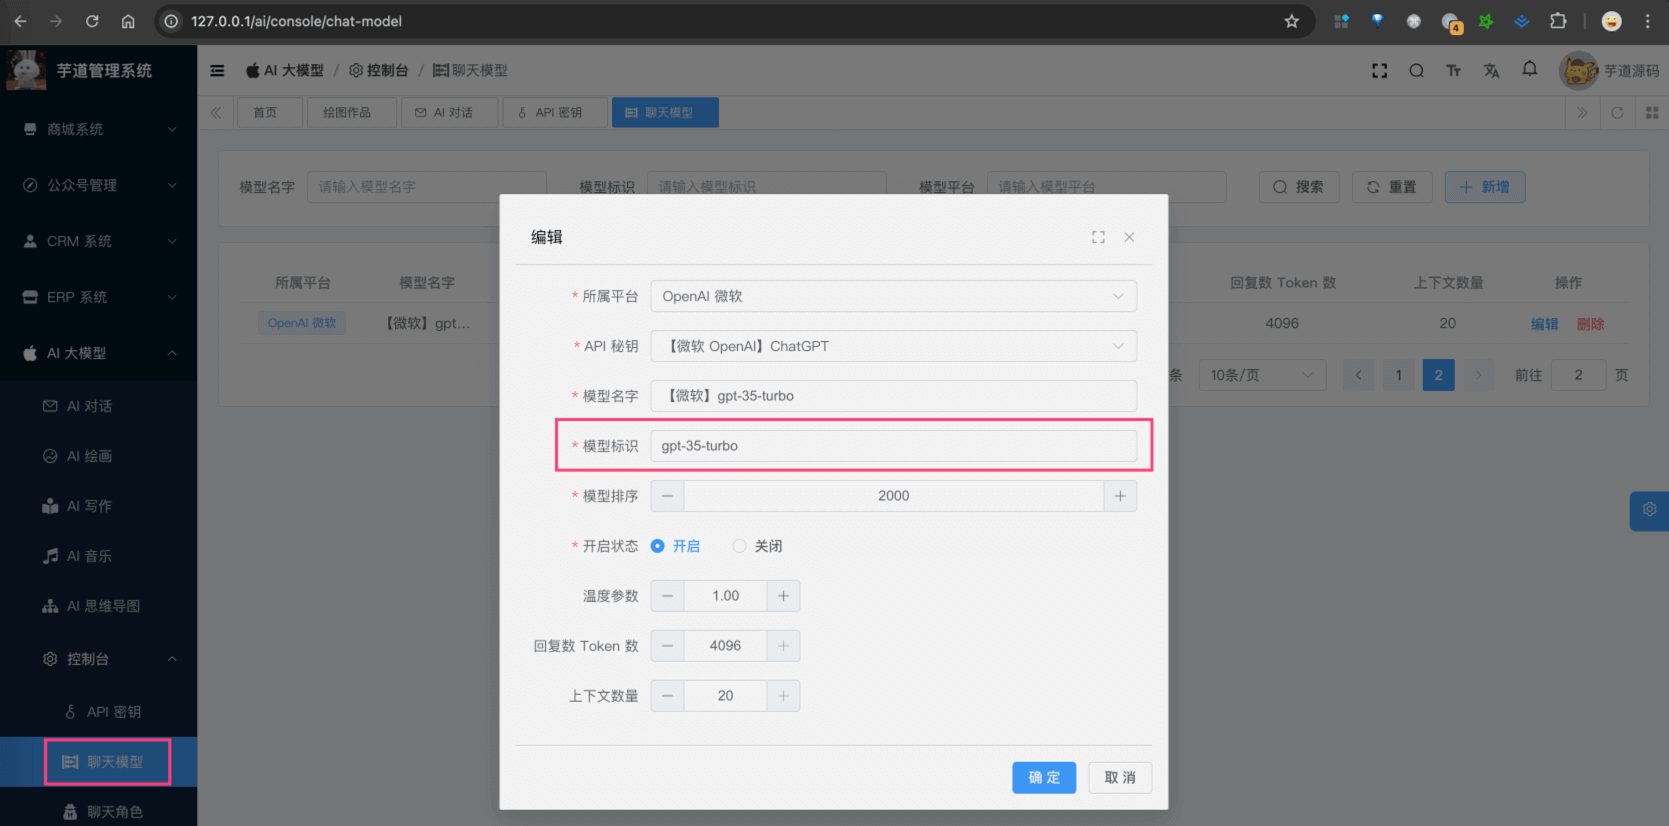 127.0.0.1/ai/console/chat-model
4
芋道管理系统
AI 大模型 / 控制台 / 聊天模型
芋道源码
首页
绘图作品
AI 对话
API 密钥
聊天模型
商城系统
公众号管理
CRM 系统
ERP 系统
AI 大模型
AI 对话
AI 绘画
AI 写作
AI 音乐
AI 思维导图
控制台
API 密钥
聊天模型
聊天角色
模型名字 请输入模型名字
模型标识 请输入模型标识
模型平台 请输入模型平台
搜索
重置
新增
所属平台 模型名字 回复数 Token 数 上下文数量 操作
OpenAI 微软 【微软】gpt... 4096 20 编辑 删除
条 10条/页 1 2 前往 2 页
编辑
* 所属平台 OpenAI 微软
* API 秘钥 【微软 OpenAI】ChatGPT
* 模型名字 【微软】gpt-35-turbo
* 模型标识 gpt-35-turbo
* 模型排序 2000
* 开启状态 开启 关闭
温度参数 1.00
回复数 Token 数 4096
上下文数量 20
确 定
取 消